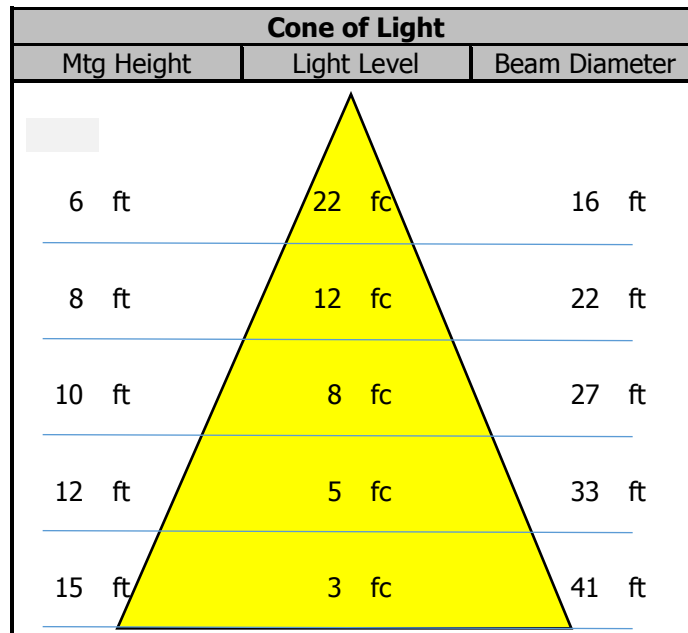 Cone of Light
Mtg Height Light Level Beam Diameter
6 ft 22 fc 16 ft
8 ft 12 fc 22 ft
10 ft 8 fc 27 ft
12 ft 5 fc 33 ft
15 ft 3 fc 41 ft